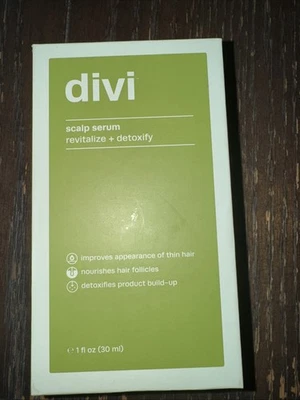 divi
scalp serum
revitalize + detoxify
improves appearance of thin hair
nourishes hair follicles
detoxifies product build-up
1 fl oz (30 ml)